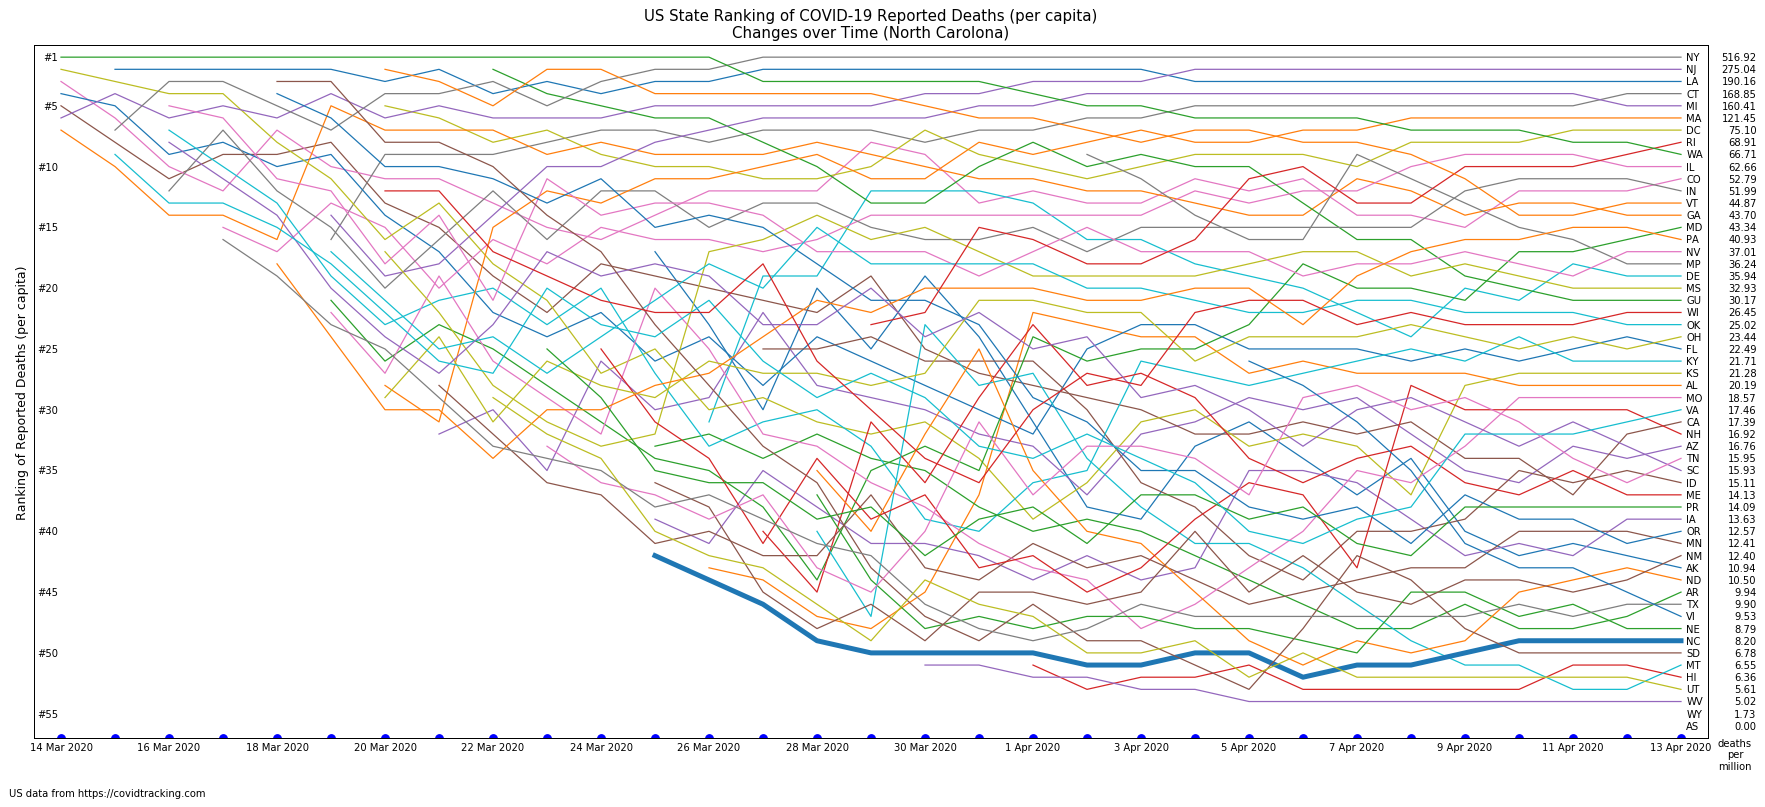 US State Ranking of COVID-19 Reported Deaths (per capita)
Changes over Time (North Carolona)
Ranking of Reported Deaths (per capita)
#1
#5
#10
#15
#20
#25
#30
#35
#40
#45
#50
#55
NY 516.92
NJ 275.04
LA 190.16
CT 168.85
MI 160.41
MA 121.45
DC 75.10
RI 68.91
WA 66.71
IL 62.66
CO 52.79
IN 51.99
VT 44.87
GA 43.70
MD 43.34
PA 40.93
NV 37.01
MP 36.24
DE 35.94
MS 32.93
GU 30.17
WI 26.45
OK 25.02
OH 23.44
FL 22.49
KY 21.71
KS 21.28
AL 20.19
MO 18.57
VA 17.46
CA 17.39
NH 16.92
AZ 16.76
TN 15.95
SC 15.93
ID 15.11
ME 14.13
PR 14.09
IA 13.63
OR 12.57
MN 12.41
NM 12.40
AK 10.94
ND 10.50
AR 9.94
TX 9.90
VI 9.53
NE 8.79
NC 8.20
SD 6.78
MT 6.55
HI 6.36
UT 5.61
WV 5.02
WY 1.73
AS 0.00
14 Mar 2020 16 Mar 2020 18 Mar 2020 20 Mar 2020 22 Mar 2020 24 Mar 2020 26 Mar 2020 28 Mar 2020 30 Mar 2020 1 Apr 2020 3 Apr 2020 5 Apr 2020 7 Apr 2020 9 Apr 2020 11 Apr 2020 13 Apr 2020
deaths
per
million
US data from https://covidtracking.com